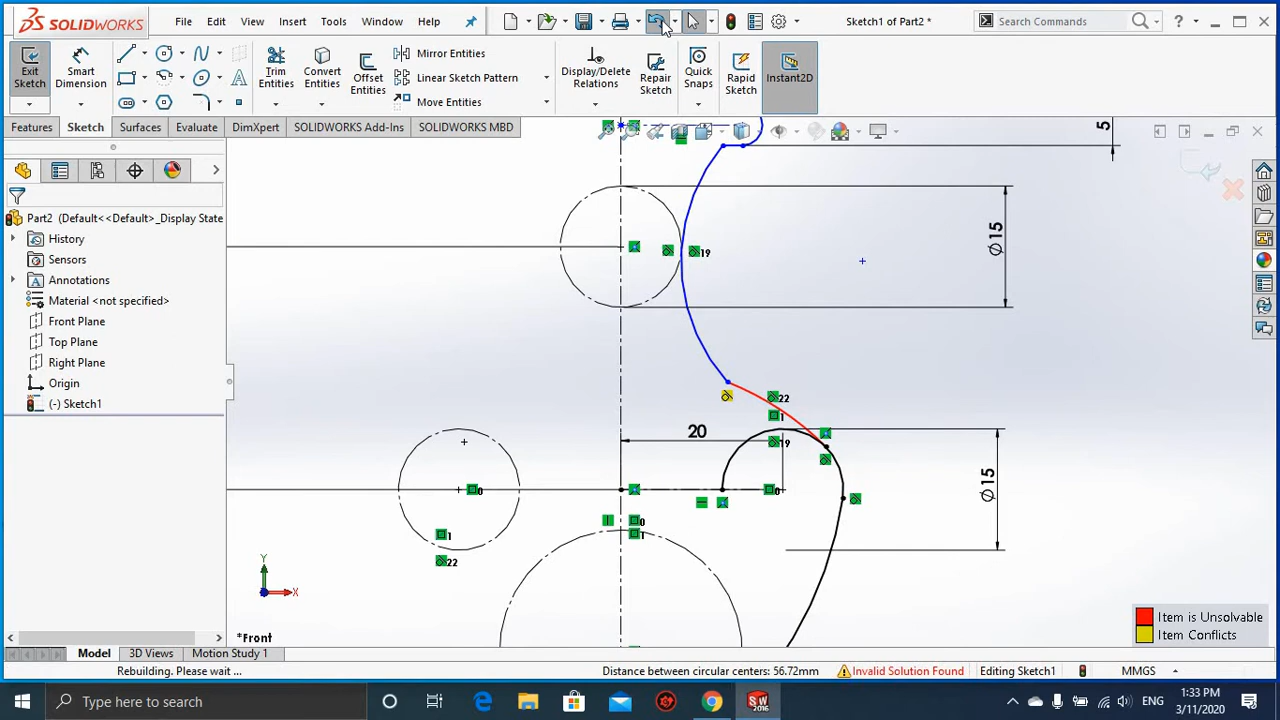 SOLIDWORKS File Edit View Insert Tools Window Help Sketch1 of Part2 * Search Commands ?
Exit Sketch Smart Dimension Trim Entities Convert Entities Offset Entities Mirror Entities Linear Sketch Pattern Move Entities Display/Delete Relations Repair Sketch Quick Snaps Rapid Sketch Instant2D
Features Sketch Surfaces Evaluate DimXpert SOLIDWORKS Add-Ins SOLIDWORKS MBD
Part2 (Default<<Default>_Display State
History
Sensors
Annotations
Material <not specified>
Front Plane
Top Plane
Right Plane
Origin
(-) Sketch1
5
Ø15
19
22
1
20
19
Ø15
0
0
0
1
1
22
Y
X
*Front
Item is Unsolvable
Item Conflicts
Model 3D Views Motion Study 1
Rebuilding. Please wait ... Distance between circular centers: 56.72mm Invalid Solution Found Editing Sketch1 MMGS
Type here to search SW 2016 ENG 1:33 PM
3/11/2020